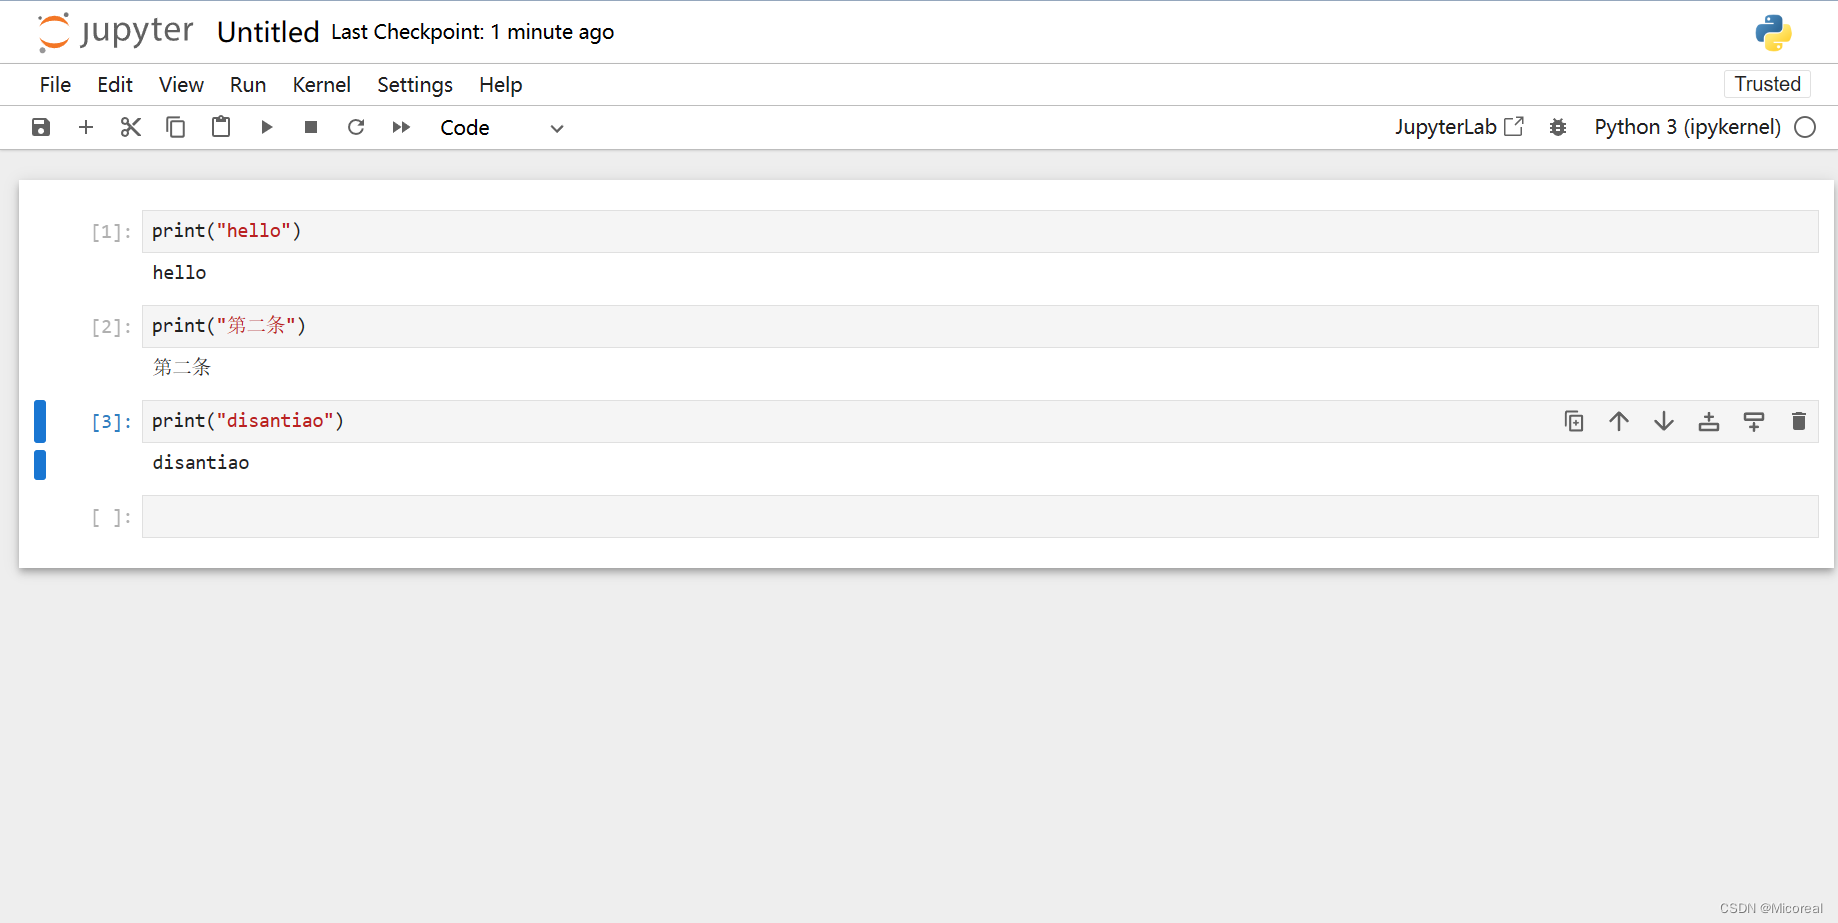 jupyter Untitled Last Checkpoint: 1 minute ago
File Edit View Run Kernel Settings Help Trusted
Code JupyterLab Python 3 (ipykernel)
[1]: print("hello")
hello
[2]: print("第二条")
第二条
[3]: print("disantiao")
disantiao
[ ]:
CSDN @Micoreal